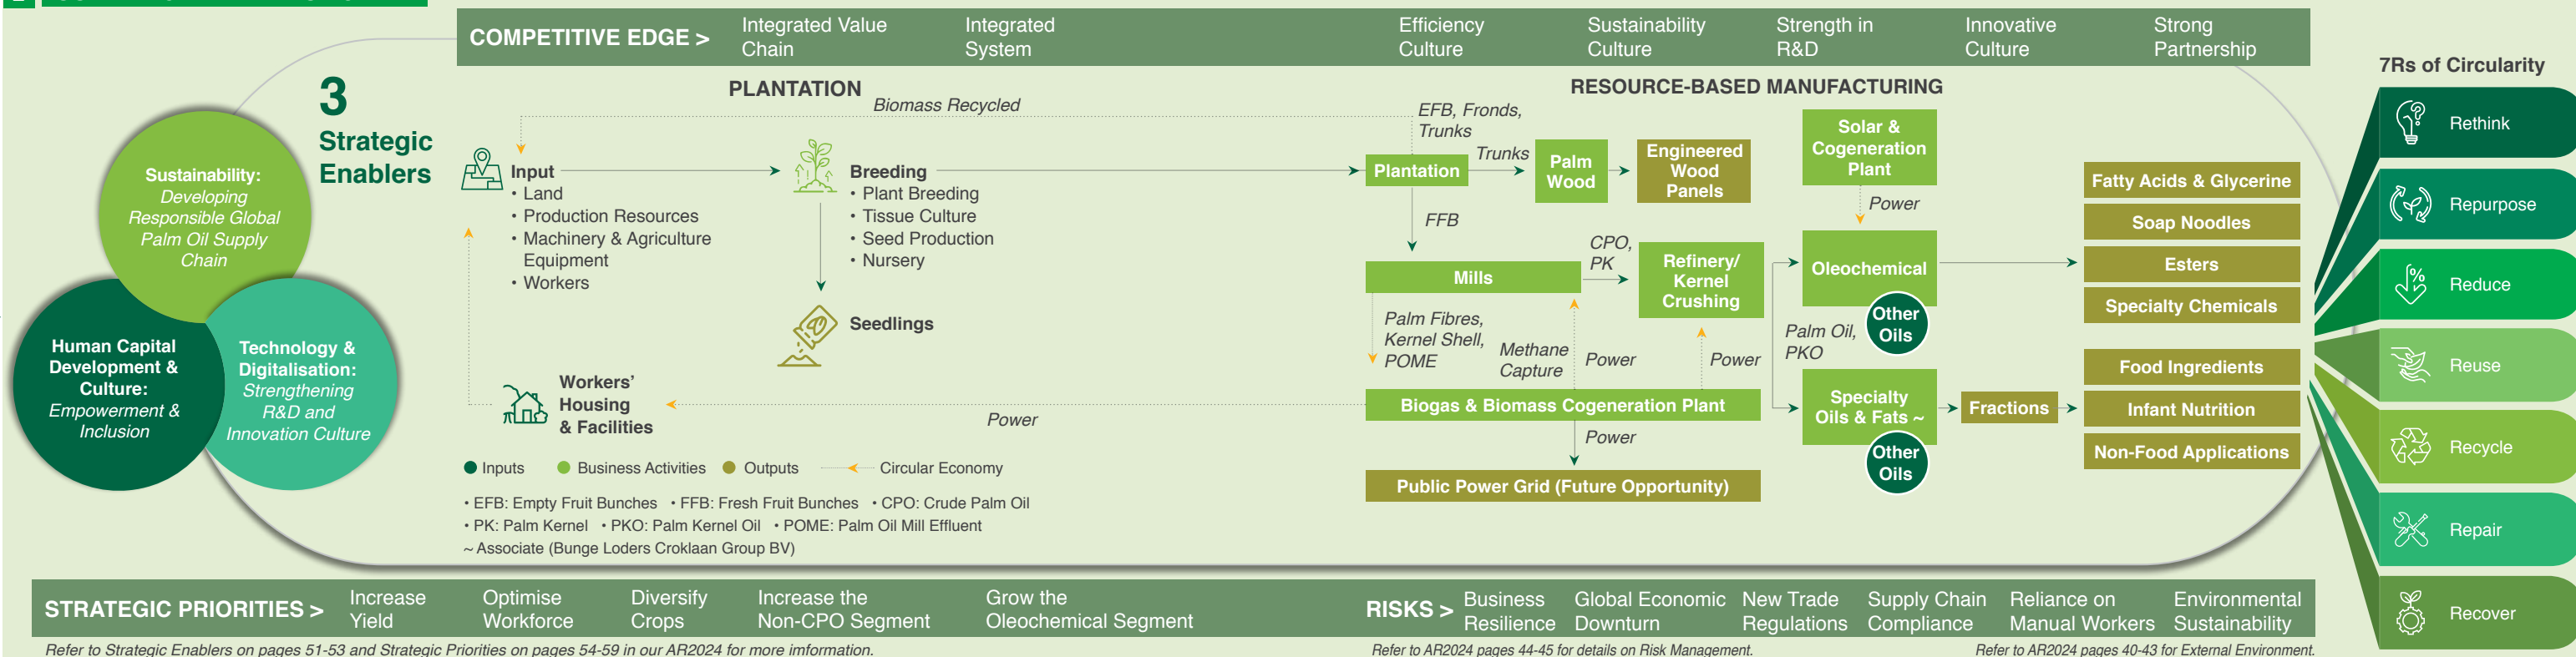 COMPETITIVE EDGE >
Integrated Value
Chain
Integrated
System
Efficiency
Culture
Sustainability
Culture
Strength in
R&D
Innovative
Culture
Strong
Partnership
3
Strategic
Enablers
Sustainability:
Developing
Responsible Global
Palm Oil Supply
Chain
Human Capital
Development &
Culture:
Empowerment &
Inclusion
Technology &
Digitalisation:
Strengthening
R&D and
Innovation Culture
PLANTATION
Biomass Recycled
Input
• Land
• Production Resources
• Machinery & Agriculture
Equipment
• Workers
Breeding
• Plant Breeding
• Tissue Culture
• Seed Production
• Nursery
Seedlings
Workers’
Housing
& Facilities
Power
RESOURCE-BASED MANUFACTURING
EFB, Fronds,
Trunks
Plantation
Trunks
Palm
Wood
Engineered
Wood
Panels
Solar &
Cogeneration
Plant
Power
FFB
Mills
CPO,
PK
Refinery/
Kernel
Crushing
Oleochemical
Other
Oils
Palm Fibres,
Kernel Shell,
POME
Methane
Capture
Power
Power
Palm Oil,
PKO
Biogas & Biomass Cogeneration Plant
Specialty
Oils & Fats ~
Other
Oils
Fractions
Power
Public Power Grid (Future Opportunity)
Fatty Acids & Glycerine
Soap Noodles
Esters
Specialty Chemicals
Food Ingredients
Infant Nutrition
Non-Food Applications
7Rs of Circularity
Rethink
Repurpose
Reduce
Reuse
Recycle
Repair
Recover
Inputs
Business Activities
Outputs
Circular Economy
• EFB: Empty Fruit Bunches • FFB: Fresh Fruit Bunches • CPO: Crude Palm Oil
• PK: Palm Kernel • PKO: Palm Kernel Oil • POME: Palm Oil Mill Effluent
~ Associate (Bunge Loders Croklaan Group BV)
STRATEGIC PRIORITIES >
Increase
Yield
Optimise
Workforce
Diversify
Crops
Increase the
Non-CPO Segment
Grow the
Oleochemical Segment
RISKS >
Business
Resilience
Global Economic
Downturn
New Trade
Regulations
Supply Chain
Compliance
Reliance on
Manual Workers
Environmental
Sustainability
Refer to Strategic Enablers on pages 51-53 and Strategic Priorities on pages 54-59 in our AR2024 for more imformation.
Refer to AR2024 pages 44-45 for details on Risk Management.
Refer to AR2024 pages 40-43 for External Environment.